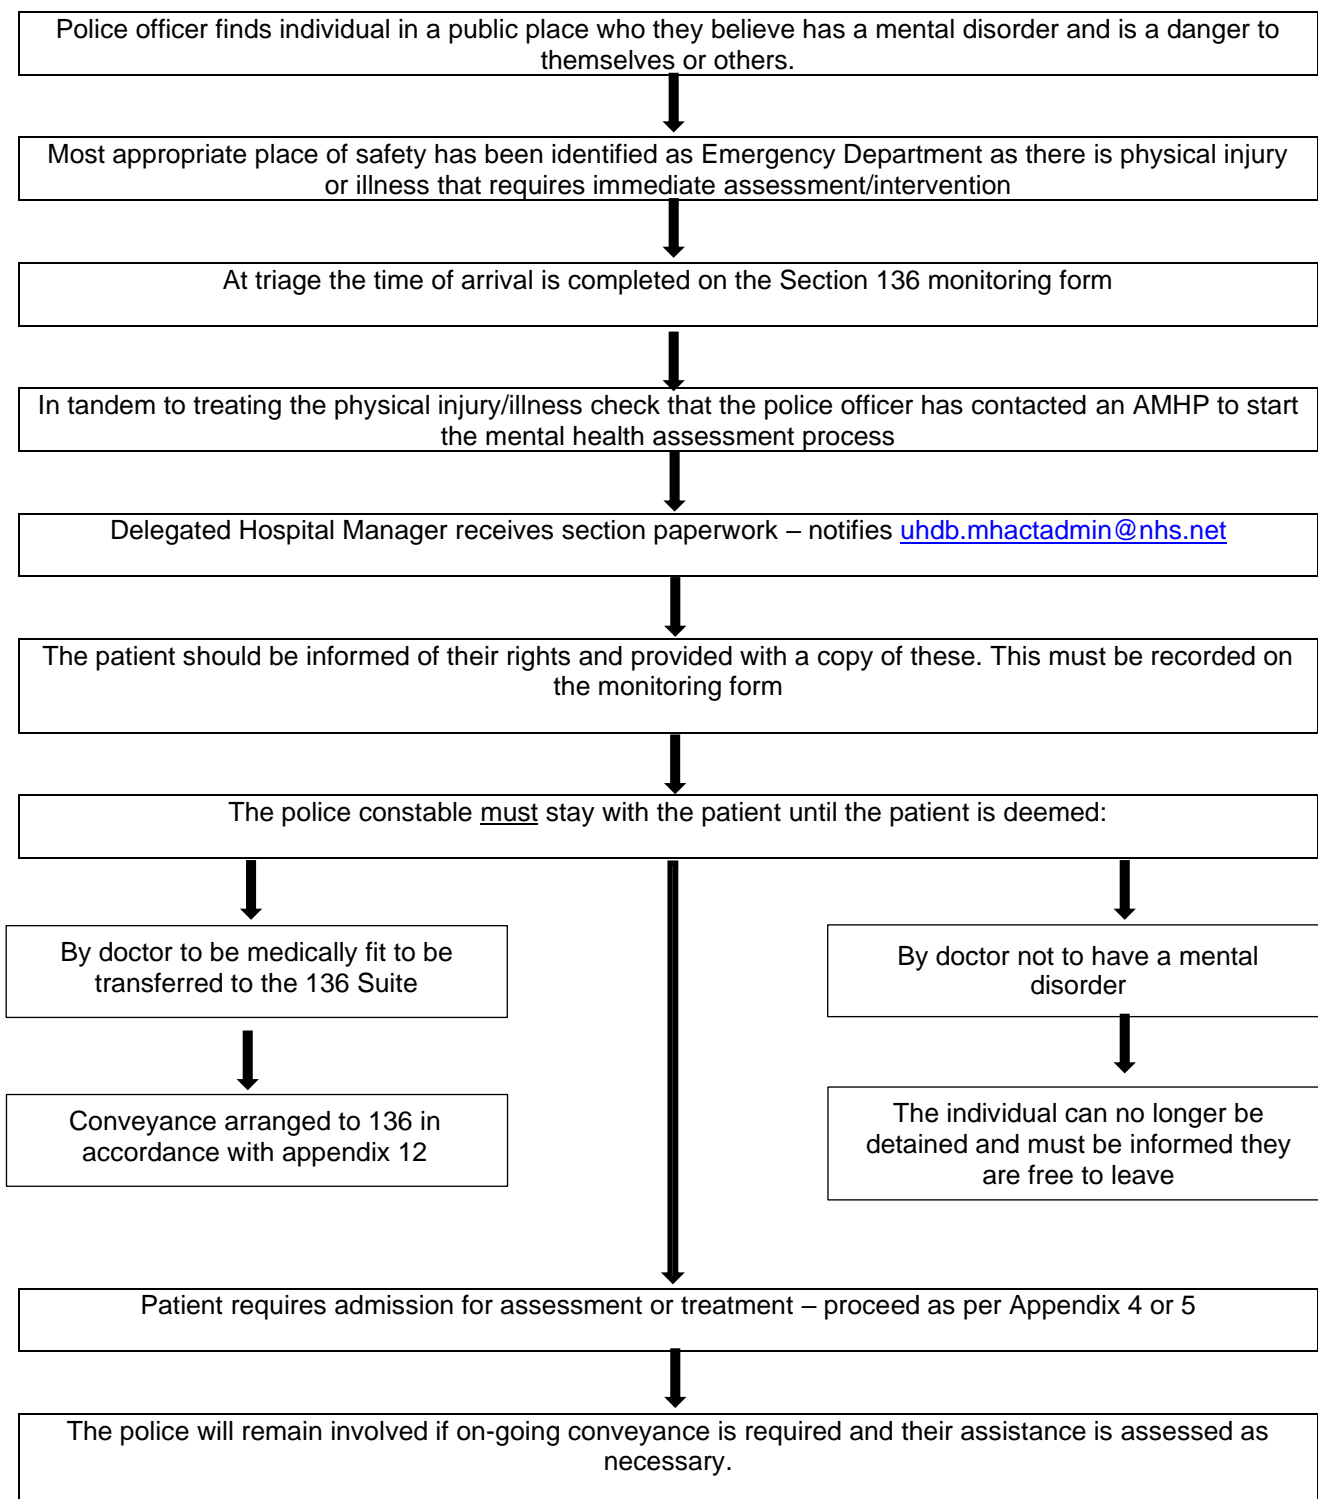 Police officer finds individual in a public place who they believe has a mental disorder and is a danger to
themselves or others.
Most appropriate place of safety has been identified as Emergency Department as there is physical injury
or illness that requires immediate assessment/intervention
At triage the time of arrival is completed on the Section 136 monitoring form
In tandem to treating the physical injury/illness check that the police officer has contacted an AMHP to start
the mental health assessment process
Delegated Hospital Manager receives section paperwork – notifies uhdb.mhactadmin@nhs.net
The patient should be informed of their rights and provided with a copy of these. This must be recorded on
the monitoring form
The police constable must stay with the patient until the patient is deemed:
By doctor to be medically fit to be
transferred to the 136 Suite
Conveyance arranged to 136 in
accordance with appendix 12
By doctor not to have a mental
disorder
The individual can no longer be
detained and must be informed they
are free to leave
Patient requires admission for assessment or treatment – proceed as per Appendix 4 or 5
The police will remain involved if on-going conveyance is required and their assistance is assessed as
necessary.